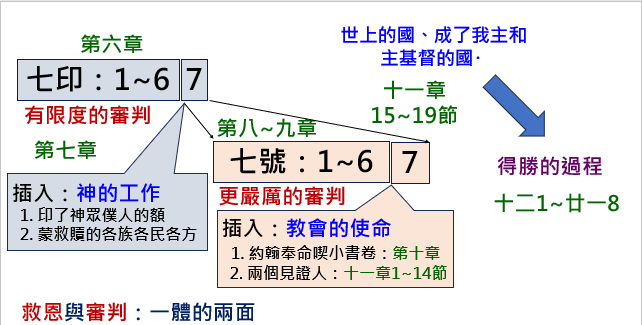 第六章
七印：1~6 7
有限度的審判
第七章
插入：神的工作
1. 印了神眾僕人的額
2. 蒙救贖的各族各民各方
世上的國、成了我主和
主基督的國·
十一章
15~19節
第八~九章
七號：1~6 7
更嚴厲的審判
插入：教會的使命
1. 約翰奉命喫小書卷：第十章
2. 兩個見證人：十一章1~14節
得勝的過程
十二1~廿一8
救恩與審判：一體的兩面